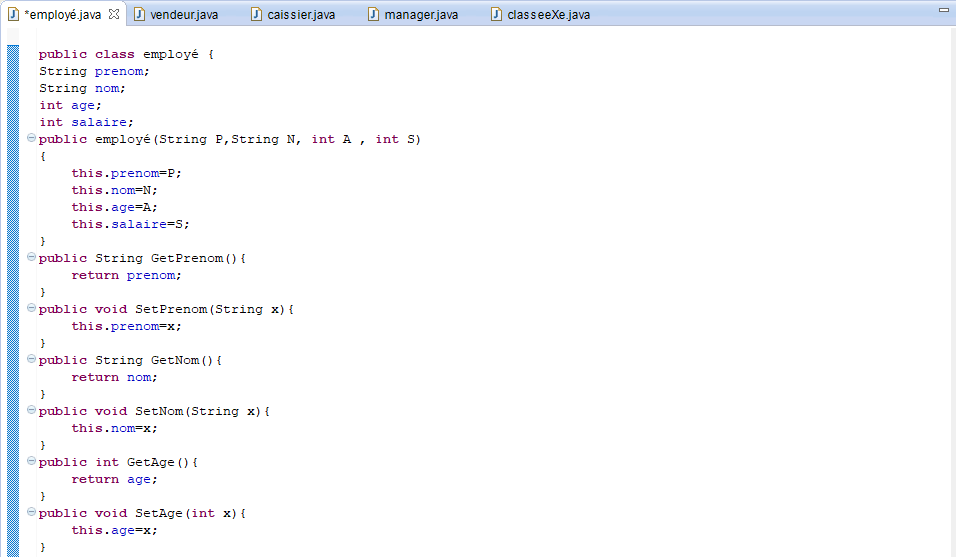 *employé.java vendeur.java caissier.java manager.java classeeXe.java
public class employé {
String prenom;
String nom;
int age;
int salaire;
public employé(String P,String N, int A , int S)
{
this.prenom=P;
this.nom=N;
this.age=A;
this.salaire=S;
}
public String GetPrenom(){
return prenom;
}
public void SetPrenom(String x){
this.prenom=x;
}
public String GetNom(){
return nom;
}
public void SetNom(String x){
this.nom=x;
}
public int GetAge(){
return age;
}
public void SetAge(int x){
this.age=x;
}